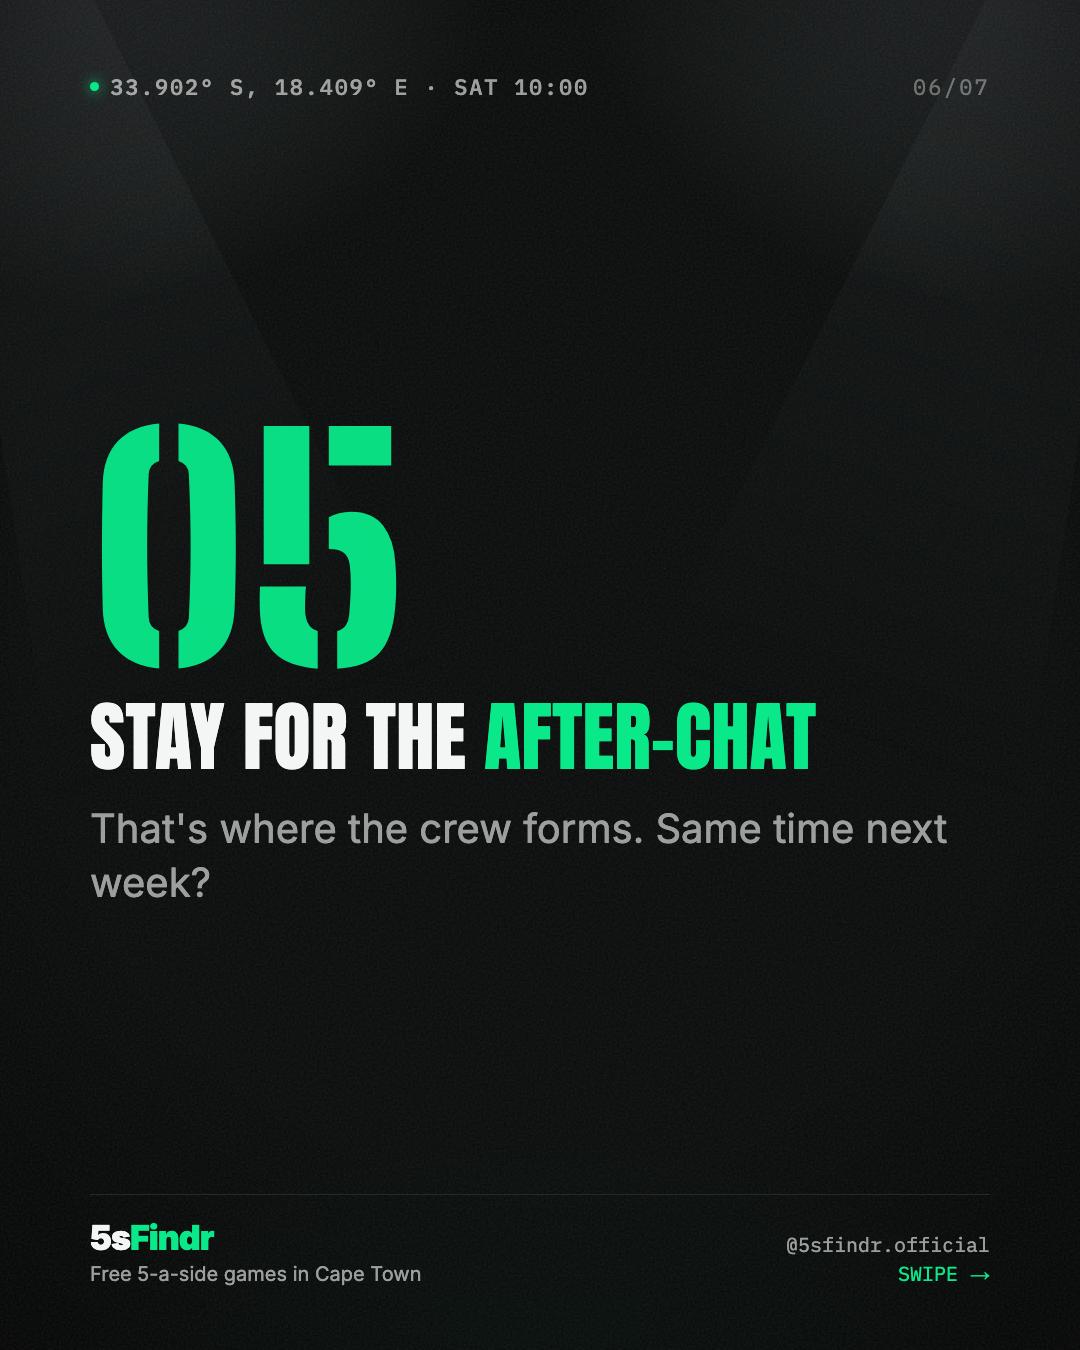 33.902° S, 18.409° E · SAT 10:00
06/07
05
STAY FOR THE AFTER-CHAT
That's where the crew forms. Same time next
week?
5sFindr
Free 5-a-side games in Cape Town
@5sfindr.official
SWIPE →